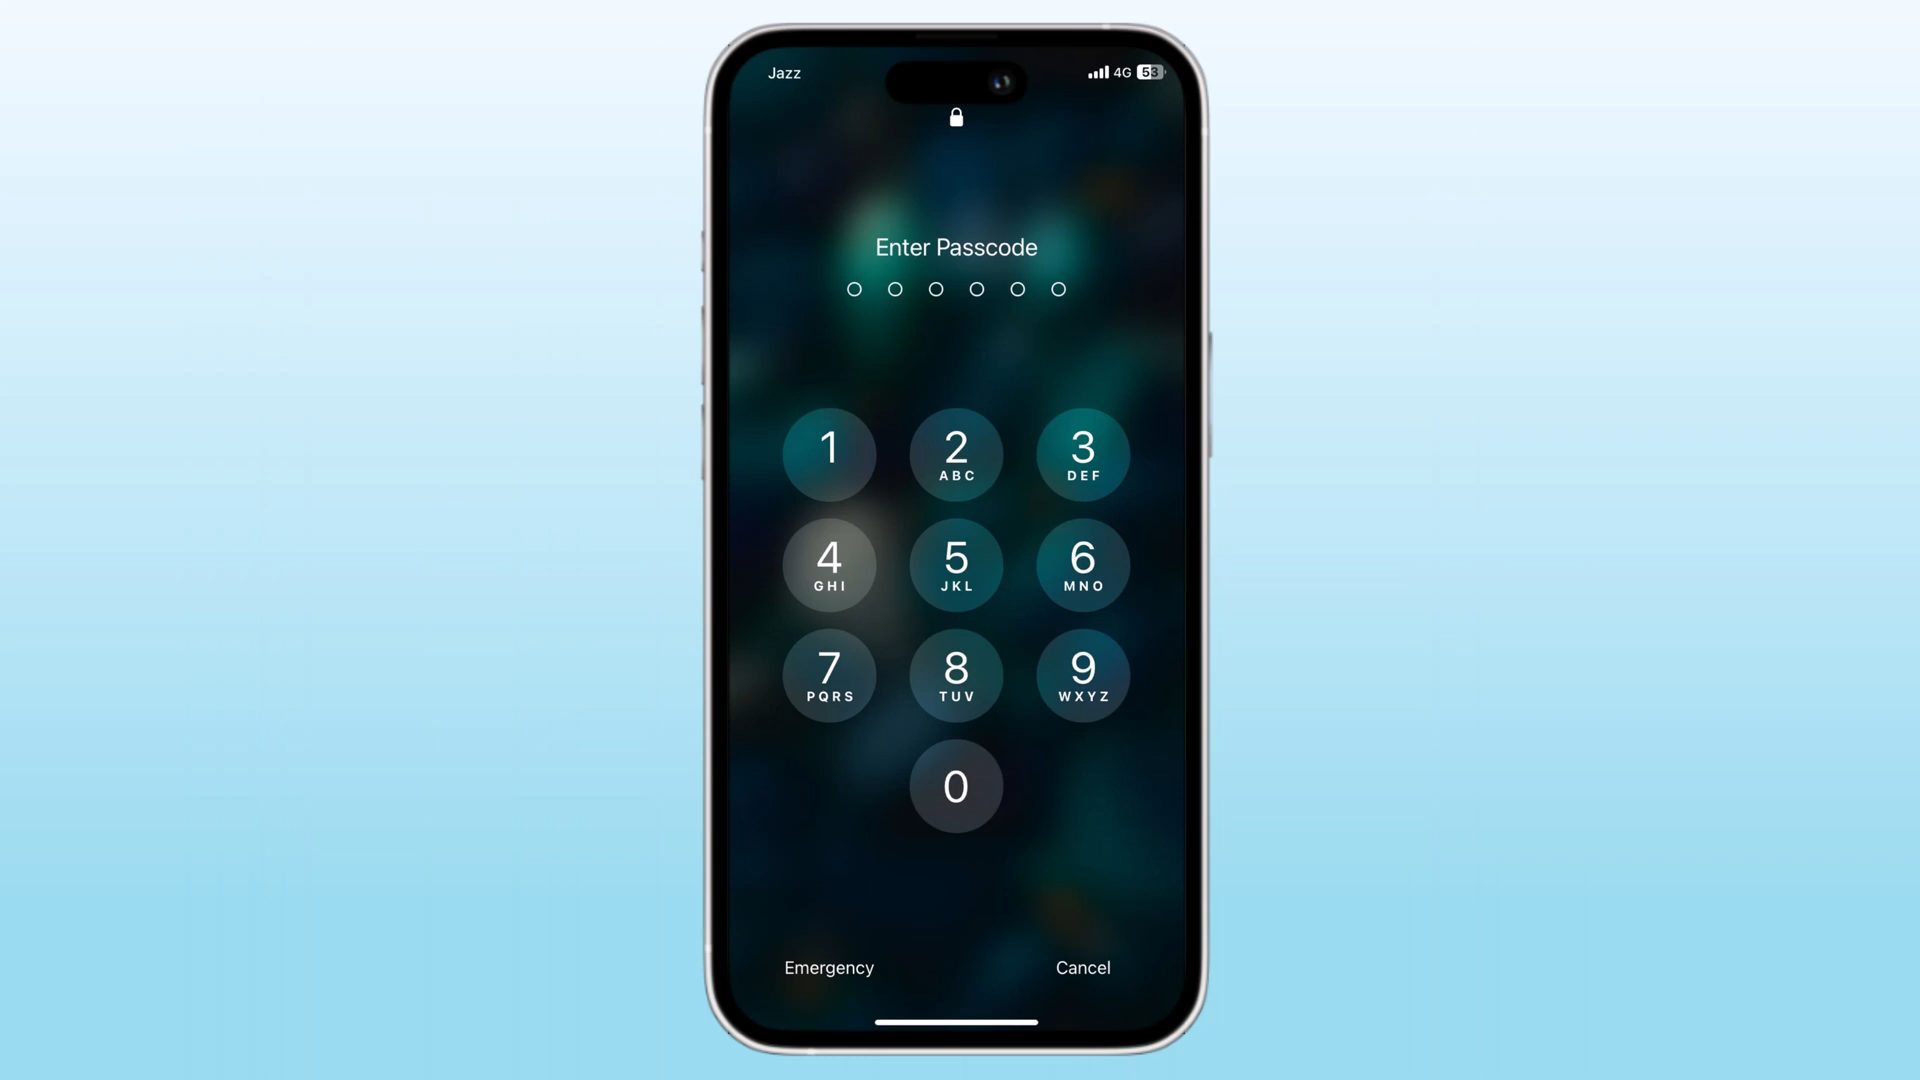 Jazz 4G 53
Enter Passcode
1 2 3
ABC DEF
4 5 6
GHI JKL MNO
7 8 9
PQRS TUV WXYZ
0
Emergency Cancel